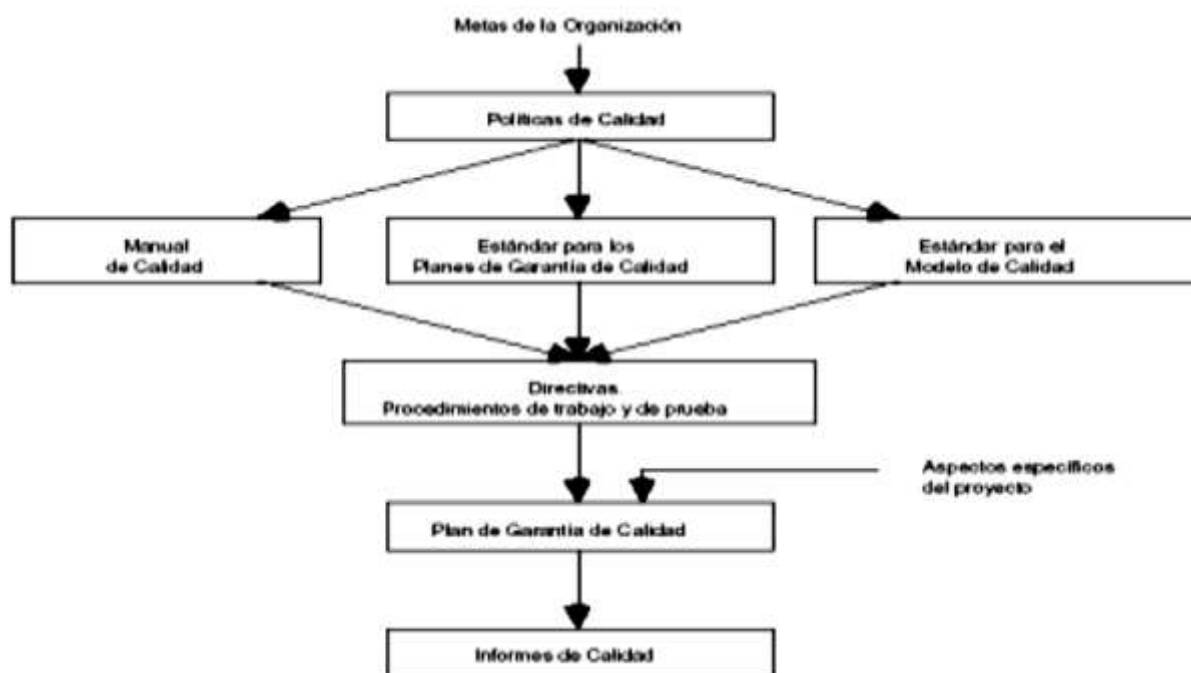 Metas de la Organización
Políticas de Calidad
Manual
de Calidad
Estándar para los
Planes de Garantía de Calidad
Estándar para el
Modelo de Calidad
Directivas
Procedimientos de trabajo y de prueba
Aspectos específicos
del proyecto
Plan de Garantía de Calidad
Informes de Calidad